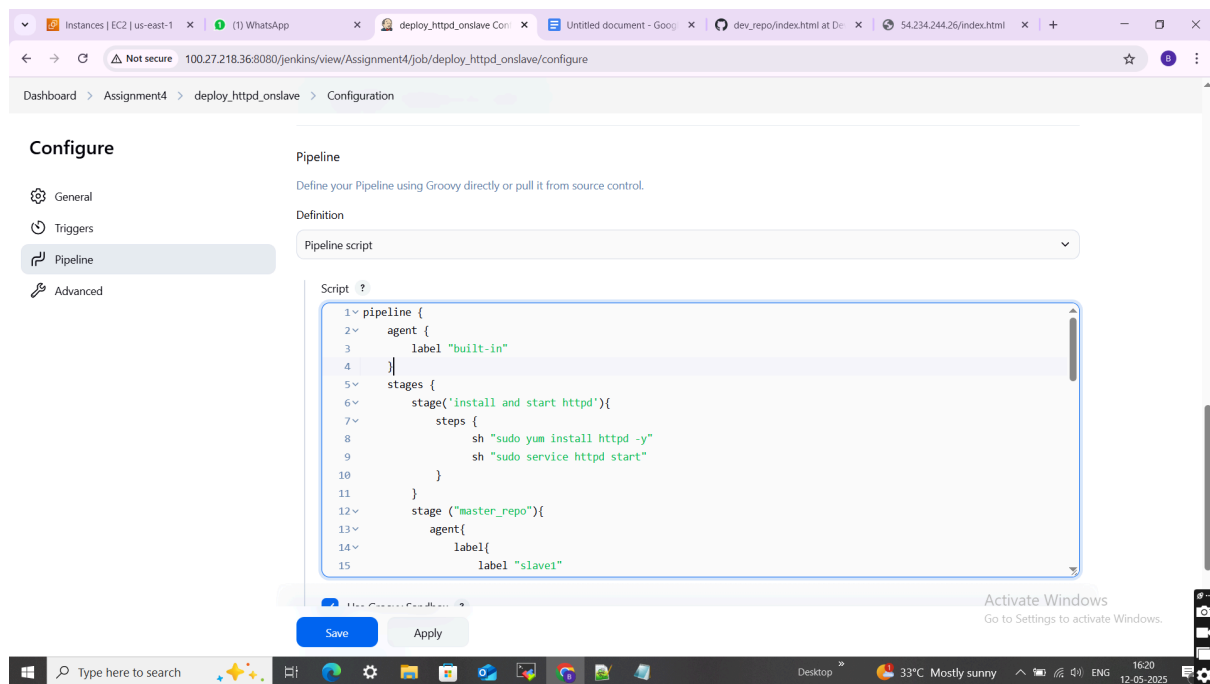 Instances | EC2 | us-east-1
(1) WhatsApp
deploy_httpd_onslave Con
Untitled document - Goog
dev_repo/index.html at De
54.234.244.26/index.html
Not secure
100.27.218.36:8080/jenkins/view/Assignment4/job/deploy_httpd_onslave/configure
B
Dashboard > Assignment4 > deploy_httpd_onslave > Configuration
Configure
General
Triggers
Pipeline
Advanced
Pipeline
Define your Pipeline using Groovy directly or pull it from source control.
Definition
Pipeline script
Script ?
1 pipeline {
2 agent {
3 label "built-in"
4 }
5 stages {
6 stage('install and start httpd'){
7 steps {
8 sh "sudo yum install httpd -y"
9 sh "sudo service httpd start"
10 }
11 }
12 stage ("master_repo"){
13 agent{
14 label{
15 label "slave1"
Use Groovy Sandbox ?
Save
Apply
Activate Windows
Go to Settings to activate Windows.
Type here to search
Desktop
33°C Mostly sunny
ENG
16:20
12-05-2025